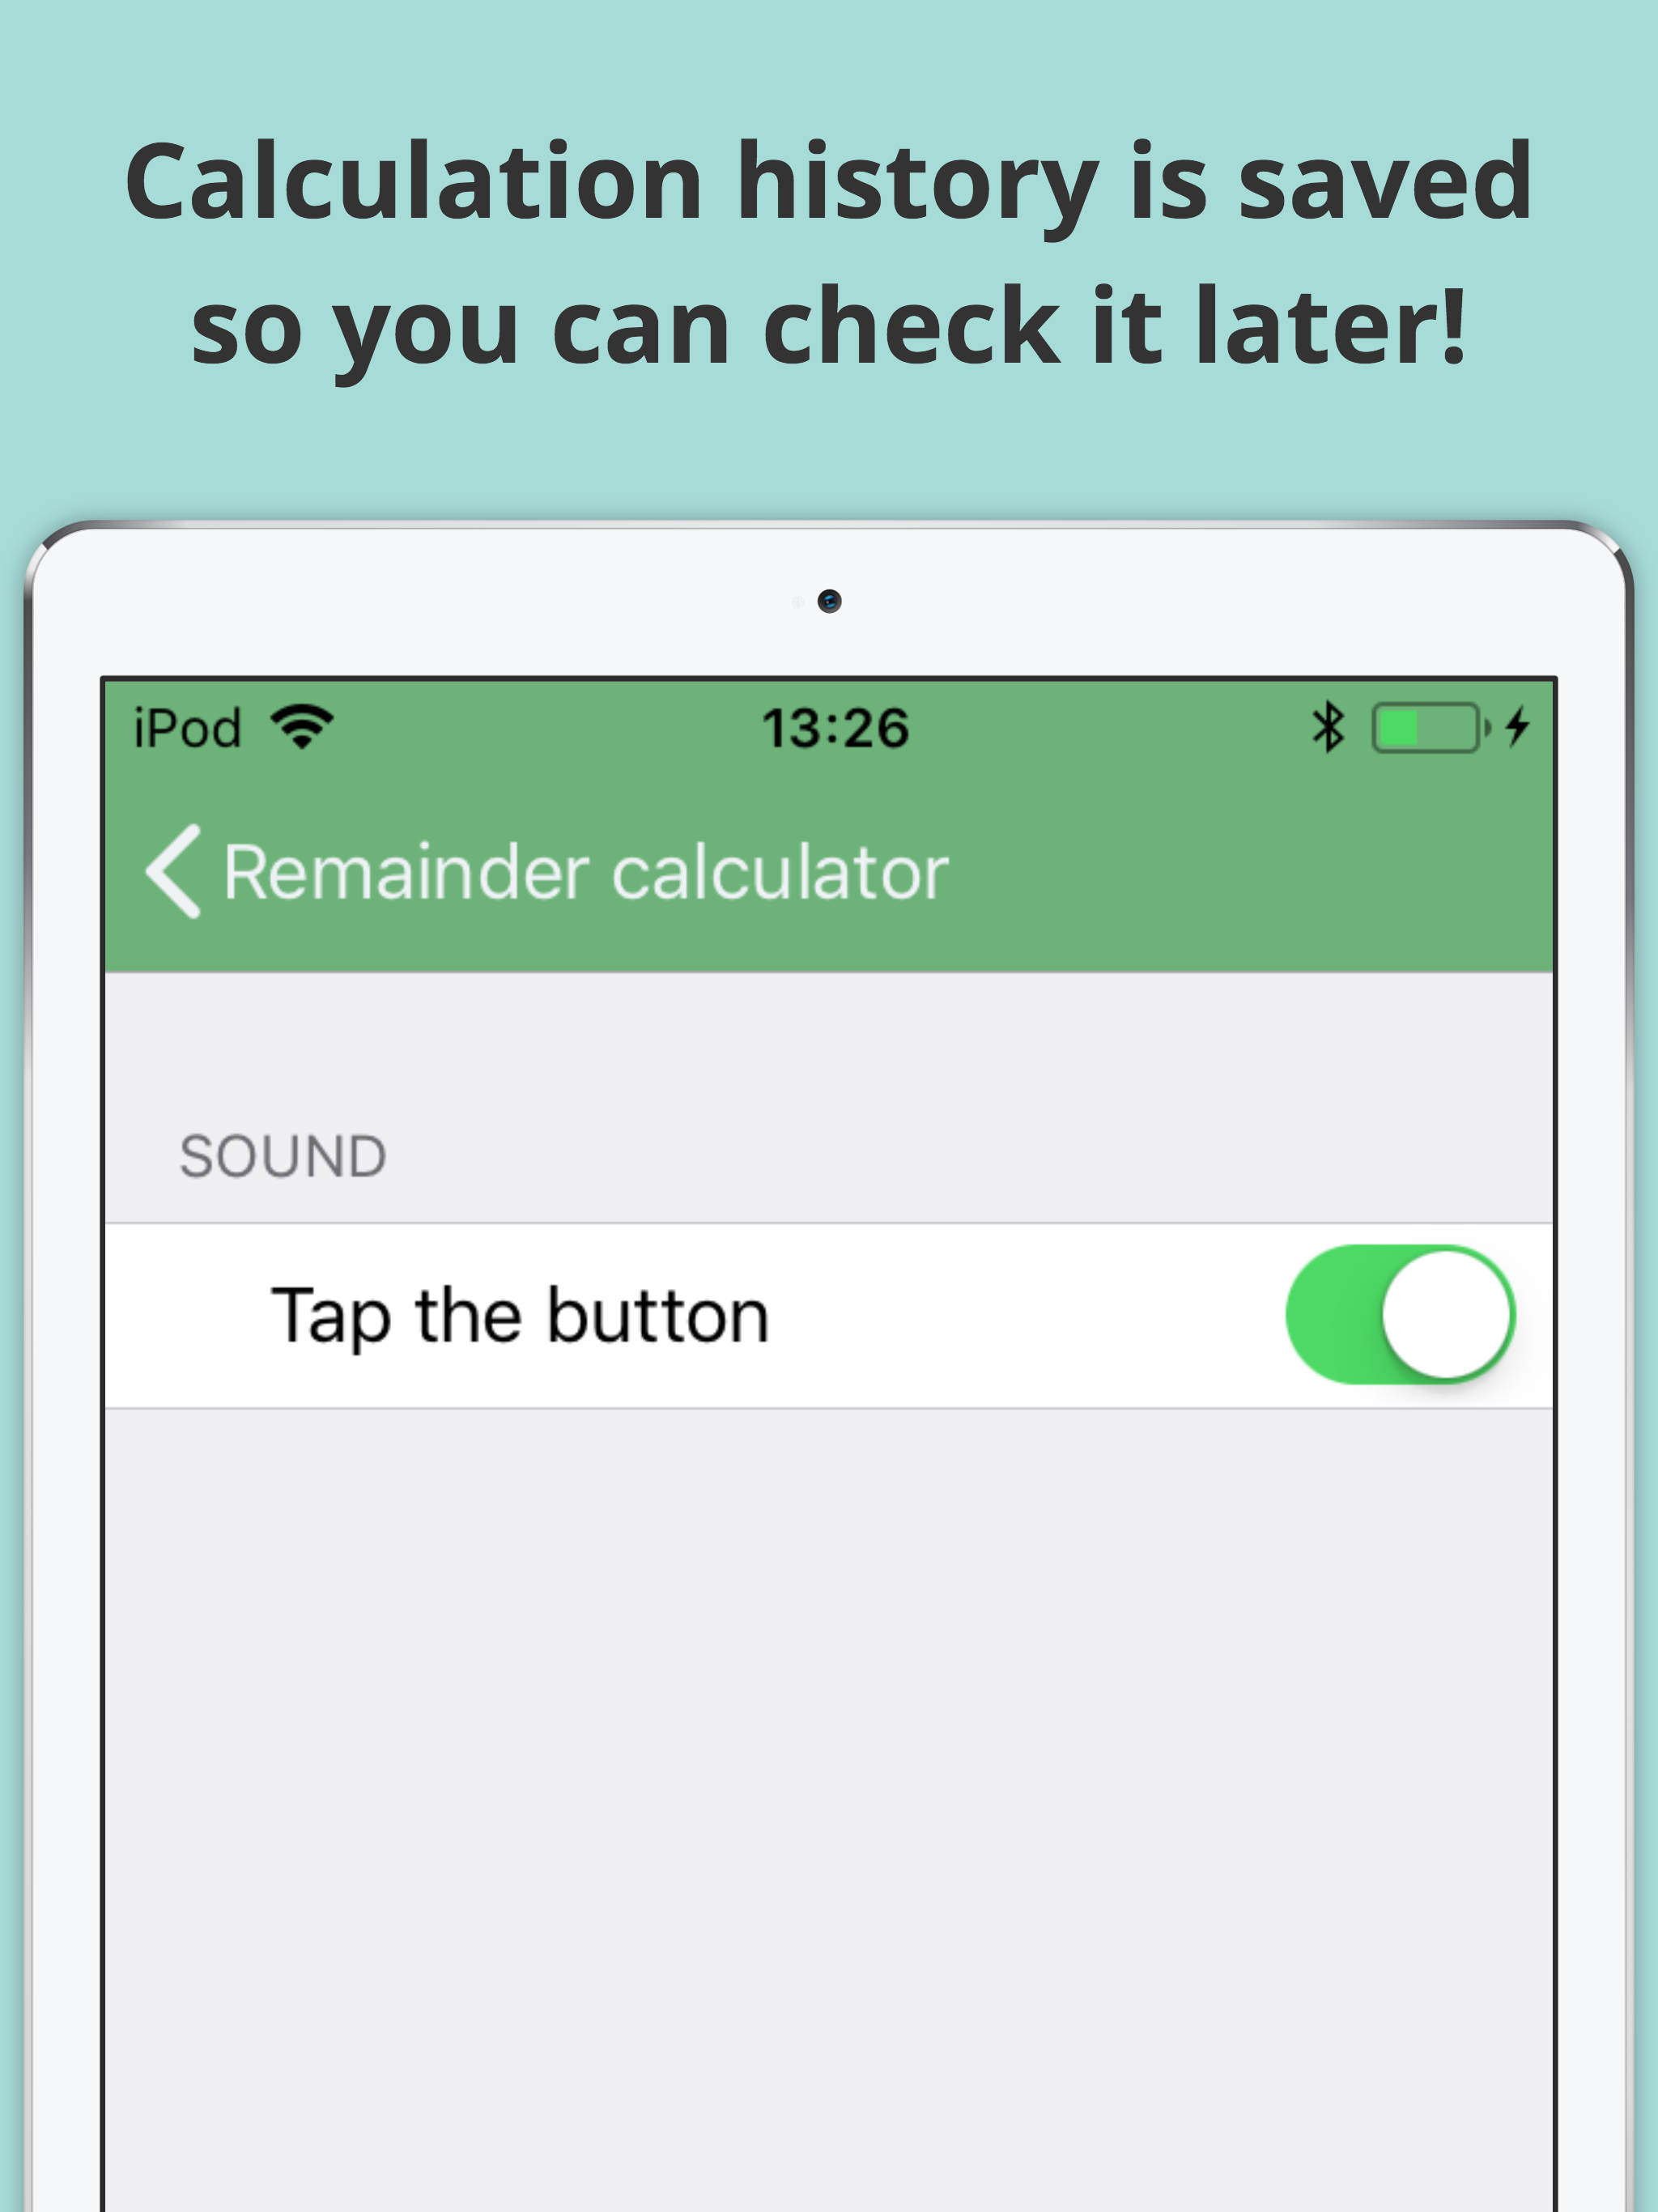 Calculation history is saved
so you can check it later!
iPod 13:26
Remainder calculator
SOUND
Tap the button